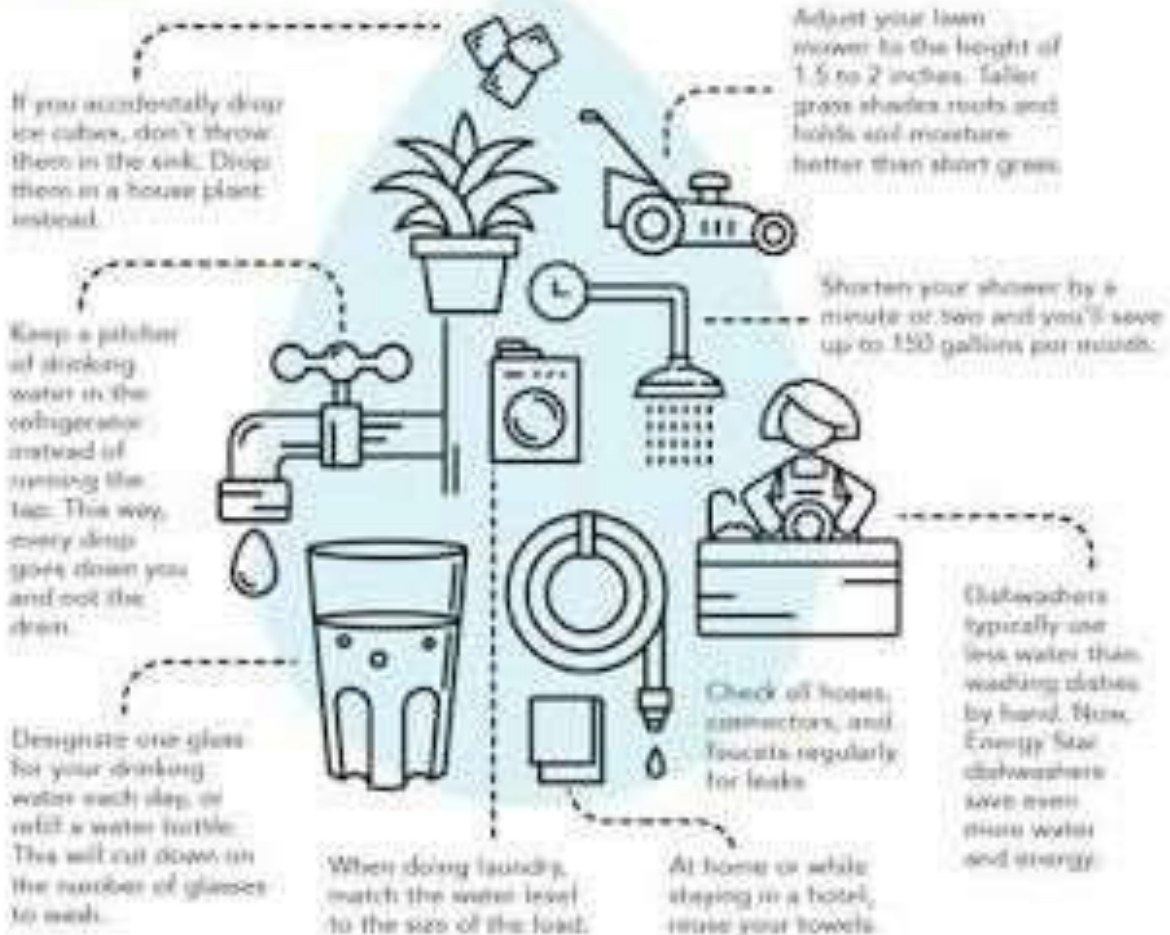 If you accidentally drop
ice cubes, don't throw
them in the sink. Drop
them in a house plant
instead.
Adjust your lawn
mower to the height of
1.5 to 2 inches. Taller
grass shades roots and
holds soil moisture
better than short grass.
Keep a pitcher
of drinking
water in the
refrigerator
instead of
running the
tap. This way,
every drop
goes down you
and not the
drain.
Shorten your shower by a
minute or two and you'll save
up to 150 gallons per month.
Dishwashers
typically use
less water than
washing dishes
by hand. Now,
Energy Star
dishwashers
save even
more water
and energy.
Check all hoses,
connectors, and
faucets regularly
for leaks
Designate one glass
for your drinking
water each day, or
refill a water bottle.
This will cut down on
the number of glasses
to wash.
When doing laundry,
match the water level
to the size of the load.
At home or while
staying in a hotel,
reuse your towels.